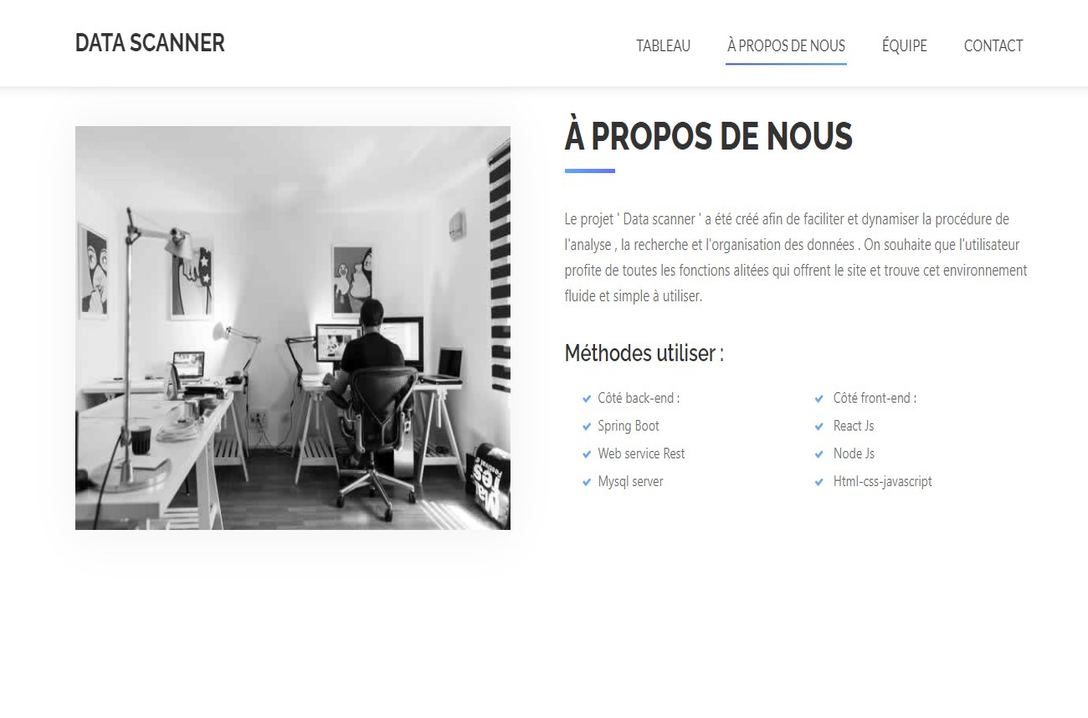 DATA SCANNER
TABLEAU À PROPOS DE NOUS ÉQUIPE CONTACT
À PROPOS DE NOUS
Le projet ' Data scanner ' a été créé afin de faciliter et dynamiser la procédure de
l'analyse , la recherche et l'organisation des données . On souhaite que l'utilisateur
profite de toutes les fonctions alitées qui offrent le site et trouve cet environnement
fluide et simple à utiliser.
Méthodes utiliser :
Côté back-end :
Spring Boot
Web service Rest
Mysql server
Côté front-end :
React Js
Node Js
Html-css-javascript